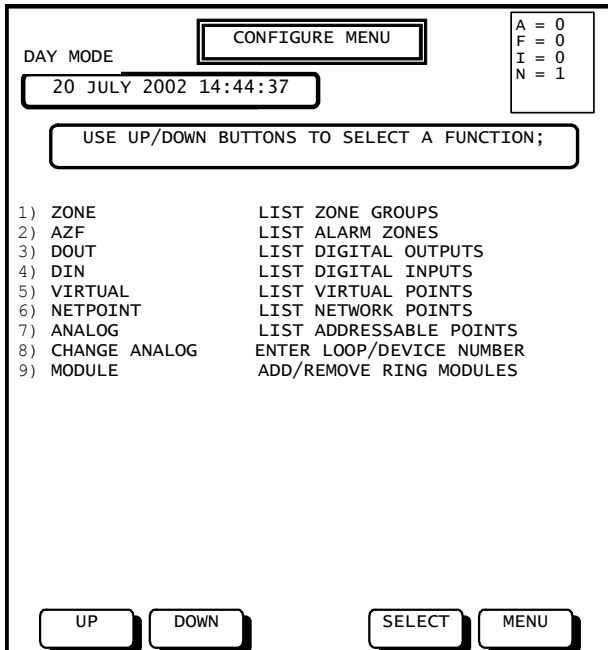 CONFIGURE MENU
A = 0
F = 0
I = 0
N = 1
DAY MODE
20 JULY 2002 14:44:37
USE UP/DOWN BUTTONS TO SELECT A FUNCTION;
1) ZONE LIST ZONE GROUPS
2) AZF LIST ALARM ZONES
3) DOUT LIST DIGITAL OUTPUTS
4) DIN LIST DIGITAL INPUTS
5) VIRTUAL LIST VIRTUAL POINTS
6) NETPOINT LIST NETWORK POINTS
7) ANALOG LIST ADDRESSABLE POINTS
8) CHANGE ANALOG ENTER LOOP/DEVICE NUMBER
9) MODULE ADD/REMOVE RING MODULES
UP DOWN SELECT MENU